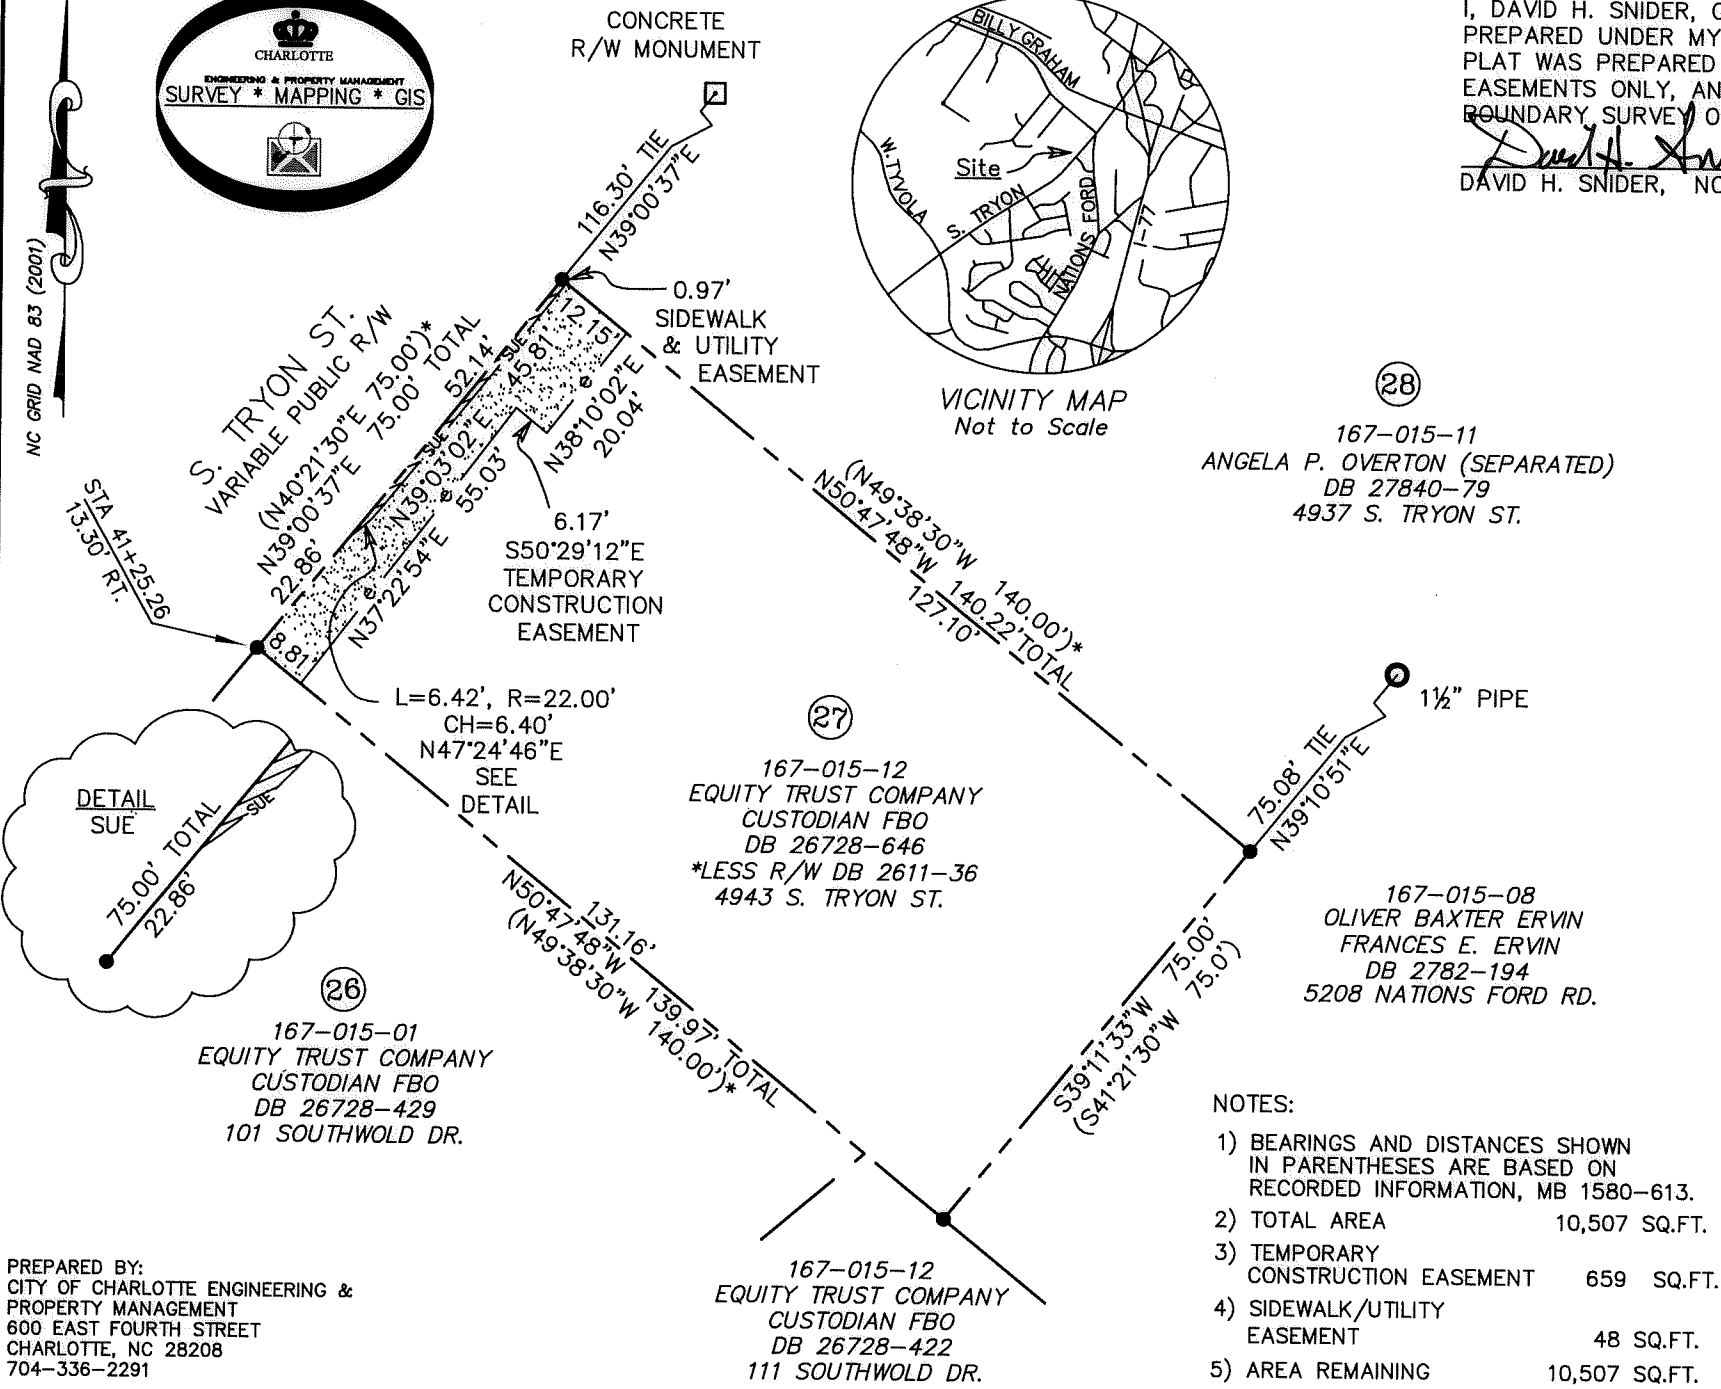 CHARLOTTE
ENGINEERING & PROPERTY MANAGEMENT
SURVEY * MAPPING * GIS
NC GRID NAD 83 (2001)
CONCRETE
R/W MONUMENT
116.30' TIE
N39°00'37"E
BILLY GRAHAM
W.TYVOLA
Site
S. TRYON
NATIONS FORD
I-77
VICINITY MAP
Not to Scale
I, DAVID H. SNIDER, C
PREPARED UNDER MY
PLAT WAS PREPARED
EASEMENTS ONLY, AN
BOUNDARY SURVEY O
DAVID H. SNIDER, NC
0.97'
SIDEWALK
& UTILITY
EASEMENT
S. TRYON ST.
VARIABLE PUBLIC R/W
(N40°21'30"E 75.00')*
N39°00'37"E 75.00' TOTAL
22.86'
52.14'
SUE
SUE
45.81'
N39°03'02"E
12.15'
e
N38°10'02"E
20.04'
e
e
55.03'
N37°22'54"E
8.81'
STA 41+25.26
13.30' RT.
6.17'
S50°29'12"E
TEMPORARY
CONSTRUCTION
EASEMENT
L=6.42', R=22.00'
CH=6.40'
N47°24'46"E
SEE
DETAIL
DETAIL
SUE
75.00' TOTAL
22.86'
SUE
(N49°38'30"W 140.00')*
N50°47'48"W 140.22' TOTAL
127.10'
28
167-015-11
ANGELA P. OVERTON (SEPARATED)
DB 27840-79
4937 S. TRYON ST.
1½" PIPE
75.08' TIE
N39°10'51"E
27
167-015-12
EQUITY TRUST COMPANY
CUSTODIAN FBO
DB 26728-646
*LESS R/W DB 2611-36
4943 S. TRYON ST.
131.16'
N50°47'48"W 139.97' TOTAL
(N49°38'30"W 140.00')*
S39°11'33"W 75.00'
(S41°21'30"W 75.0')
167-015-08
OLIVER BAXTER ERVIN
FRANCES E. ERVIN
DB 2782-194
5208 NATIONS FORD RD.
26
167-015-01
EQUITY TRUST COMPANY
CUSTODIAN FBO
DB 26728-429
101 SOUTHWOLD DR.
167-015-12
EQUITY TRUST COMPANY
CUSTODIAN FBO
DB 26728-422
111 SOUTHWOLD DR.
PREPARED BY:
CITY OF CHARLOTTE ENGINEERING &
PROPERTY MANAGEMENT
600 EAST FOURTH STREET
CHARLOTTE, NC 28208
704-336-2291
NOTES:
1) BEARINGS AND DISTANCES SHOWN
IN PARENTHESES ARE BASED ON
RECORDED INFORMATION, MB 1580-613.
2) TOTAL AREA 10,507 SQ.FT.
3) TEMPORARY
CONSTRUCTION EASEMENT 659 SQ.FT.
4) SIDEWALK/UTILITY
EASEMENT 48 SQ.FT.
5) AREA REMAINING 10,507 SQ.FT.